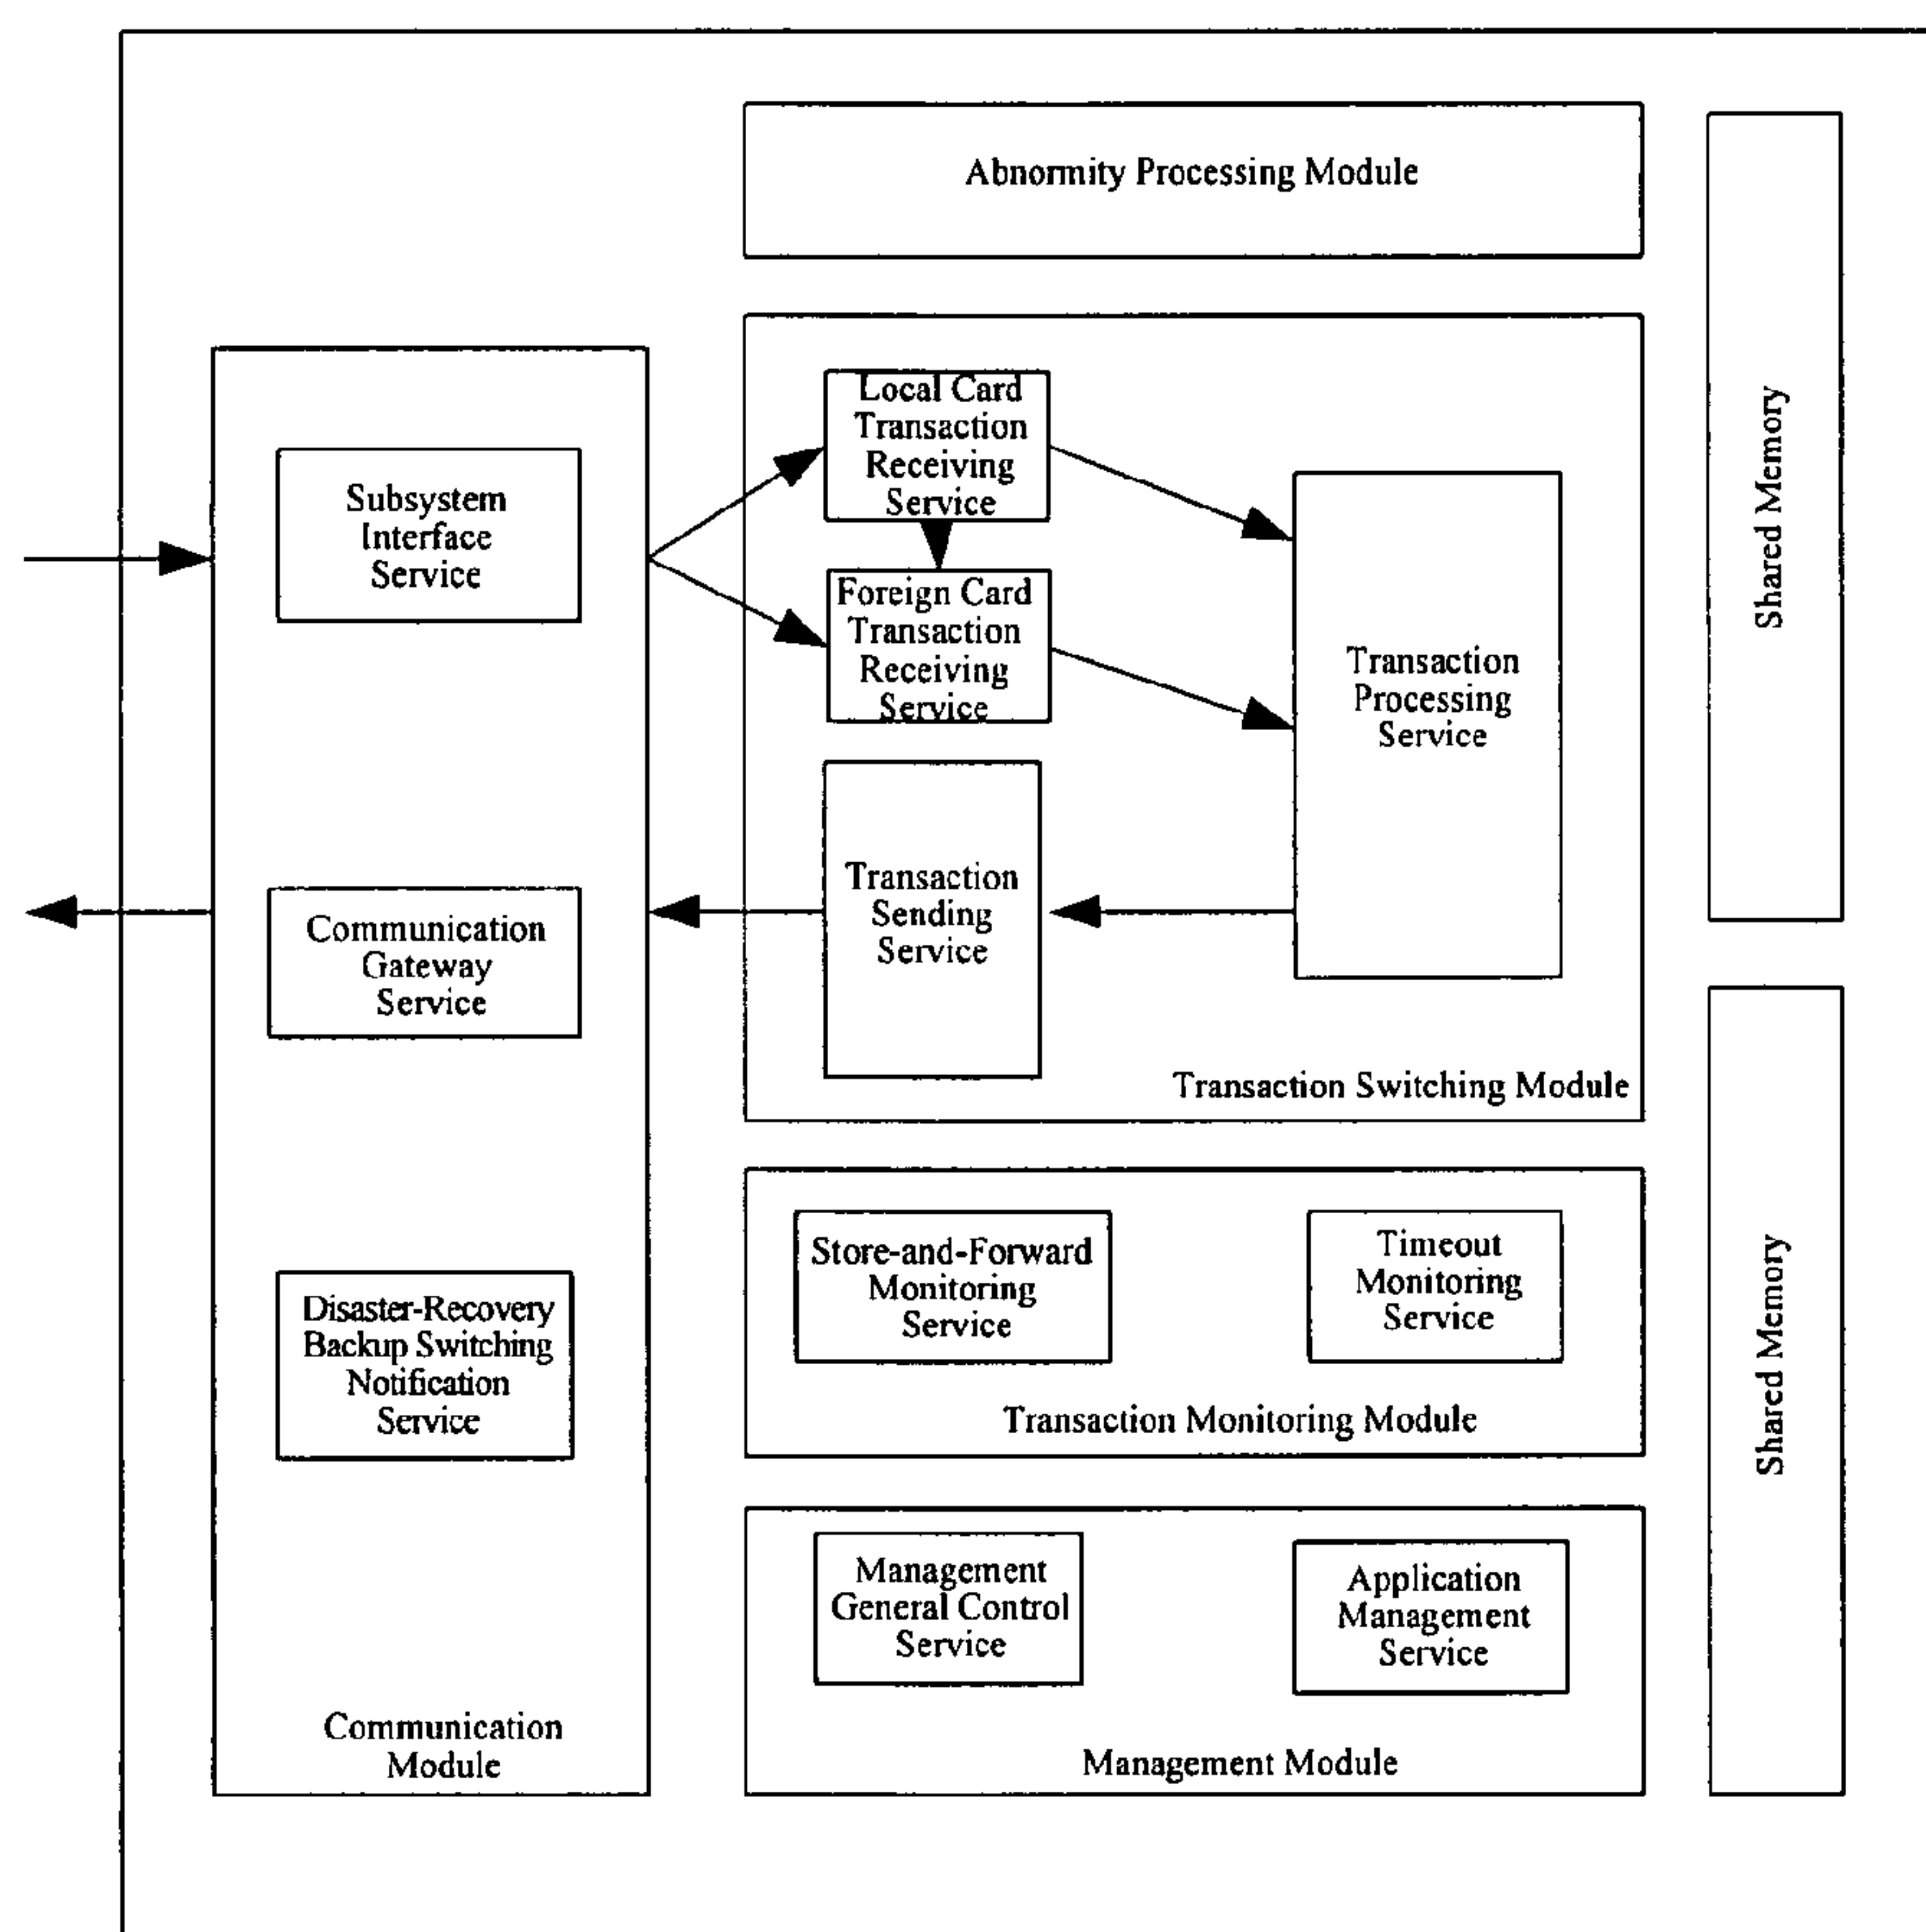 Abnormity Processing Module
Shared Memory
Local Card
Transaction
Receiving
Service
Subsystem
Interface
Service
Foreign Card
Transaction
Receiving
Service
Transaction
Processing
Service
Transaction
Sending
Service
Communication
Gateway
Service
Transaction Switching Module
Shared Memory
Store-and-Forward
Monitoring
Service
Timeout
Monitoring
Service
Disaster-Recovery
Backup Switching
Notification
Service
Transaction Monitoring Module
Management
General Control
Service
Application
Management
Service
Communication
Module
Management Module